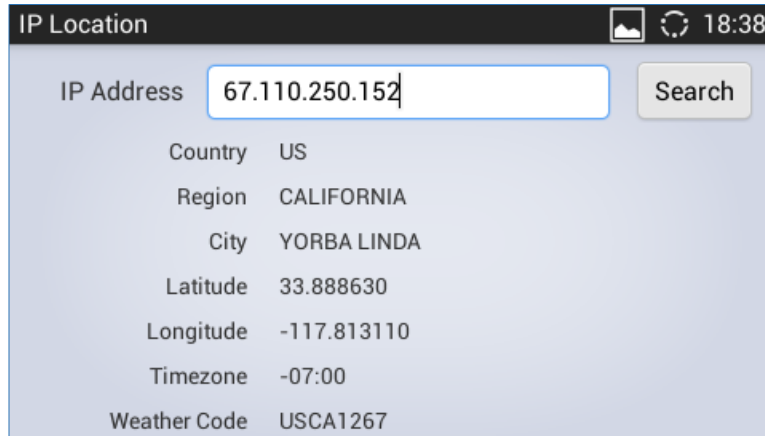 IP Location 18:38
IP Address 67.110.250.152 Search
Country US
Region CALIFORNIA
City YORBA LINDA
Latitude 33.888630
Longitude -117.813110
Timezone -07:00
Weather Code USCA1267